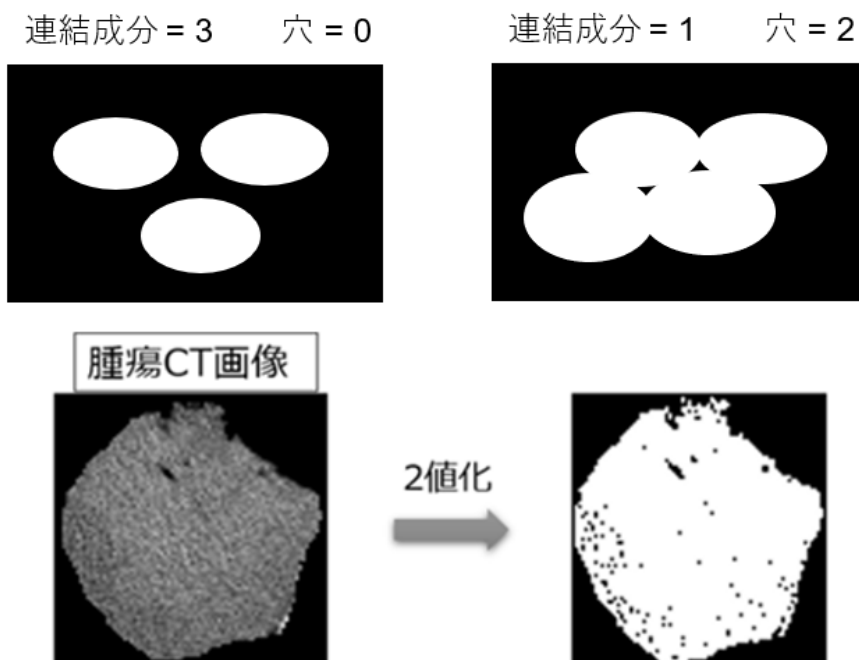 連結成分 = 3 穴 = 0
連結成分 = 1 穴 = 2
腫瘍CT画像
2値化